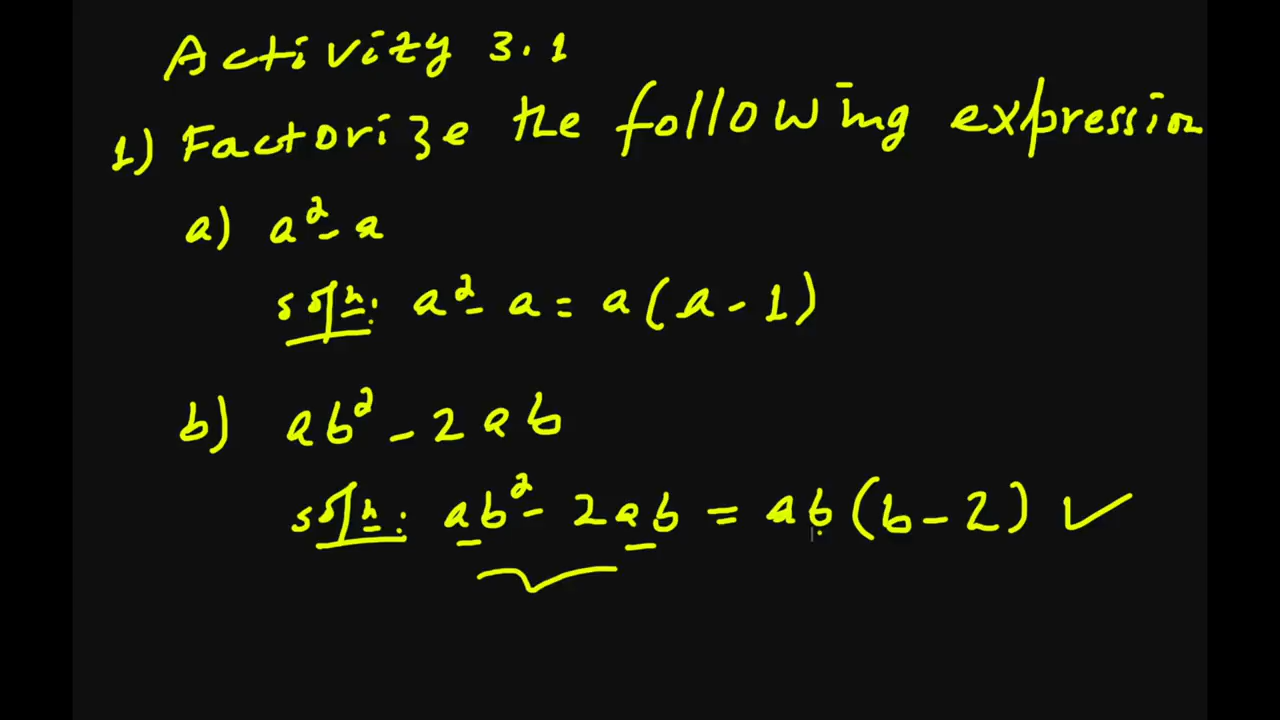 Activity 3.1
1) Factorize the following expression
a) a² - a
soln: a² - a = a(a - 1)
b) ab² - 2ab
soln: ab² - 2ab = ab(b - 2) ✓